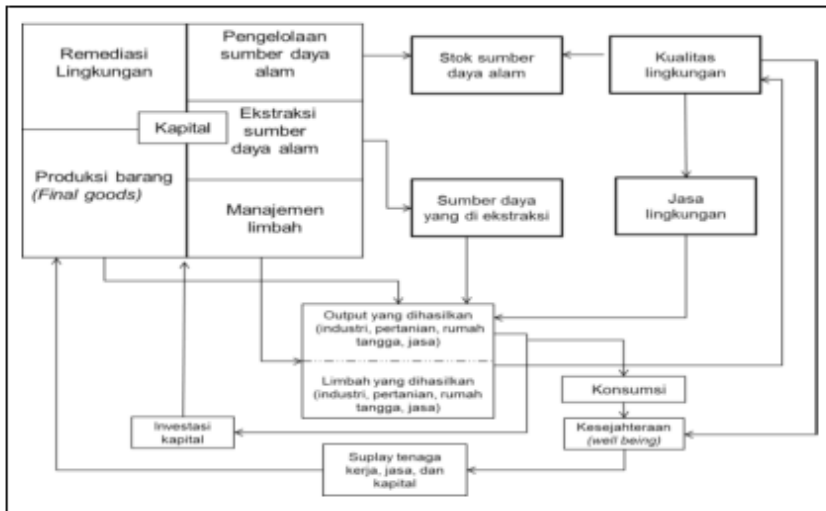 Remediasi
Lingkungan
Pengelolaan
sumber daya
alam
Kapital
Ekstraksi
sumber
daya alam
Produksi barang
(Final goods)
Manajemen
limbah
Stok sumber
daya alam
Kualitas
lingkungan
Sumber daya
yang di ekstraksi
Jasa
lingkungan
Output yang dihasilkan
(industri, pertanian, rumah
tangga, jasa)
Limbah yang dihasilkan
(industri, pertanian, rumah
tangga, jasa)
Konsumsi
Kesejahteraan
(well being)
Investasi
kapital
Suplay tenaga
kerja, jasa, dan
kapital